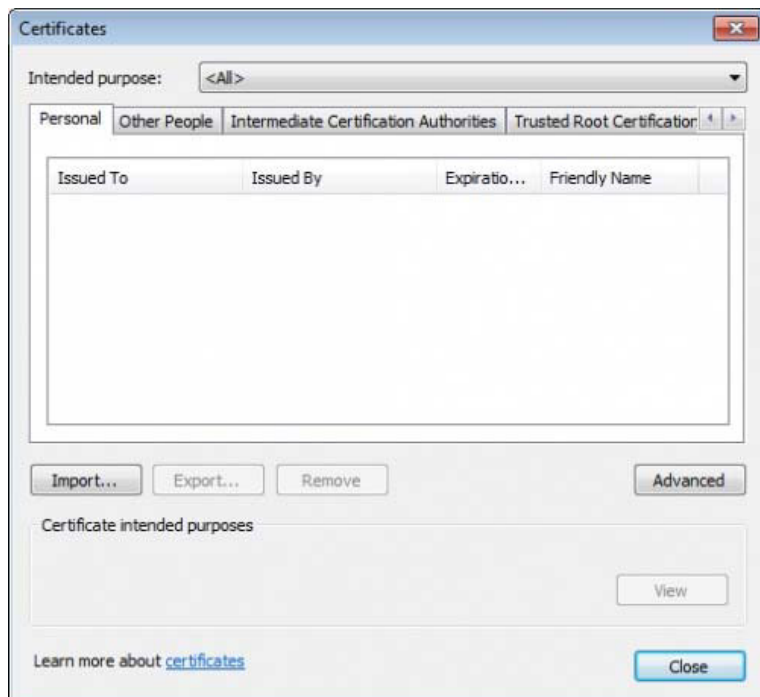 Certificates
Intended purpose: <All>
Personal Other People Intermediate Certification Authorities Trusted Root Certification
Issued To Issued By Expiratio... Friendly Name
Import... Export... Remove Advanced
Certificate intended purposes
View
Learn more about certificates
Close